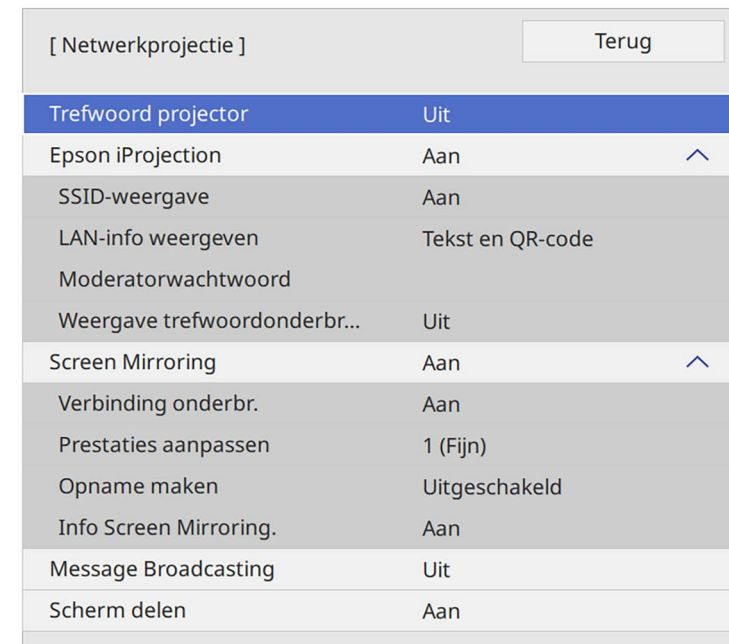 [ Netwerkprojectie ] Terug
Trefwoord projector Uit
Epson iProjection Aan
SSID-weergave Aan
LAN-info weergeven Tekst en QR-code
Moderatorwachtwoord
Weergave trefwoordonderbr... Uit
Screen Mirroring Aan
Verbinding onderbr. Aan
Prestaties aanpassen 1 (Fijn)
Opname maken Uitgeschakeld
Info Screen Mirroring. Aan
Message Broadcasting Uit
Scherm delen Aan